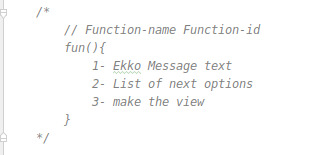 /*
// Function-name Function-id
fun(){
1- Ekko Message text
2- List of next options
3- make the view
}
*/